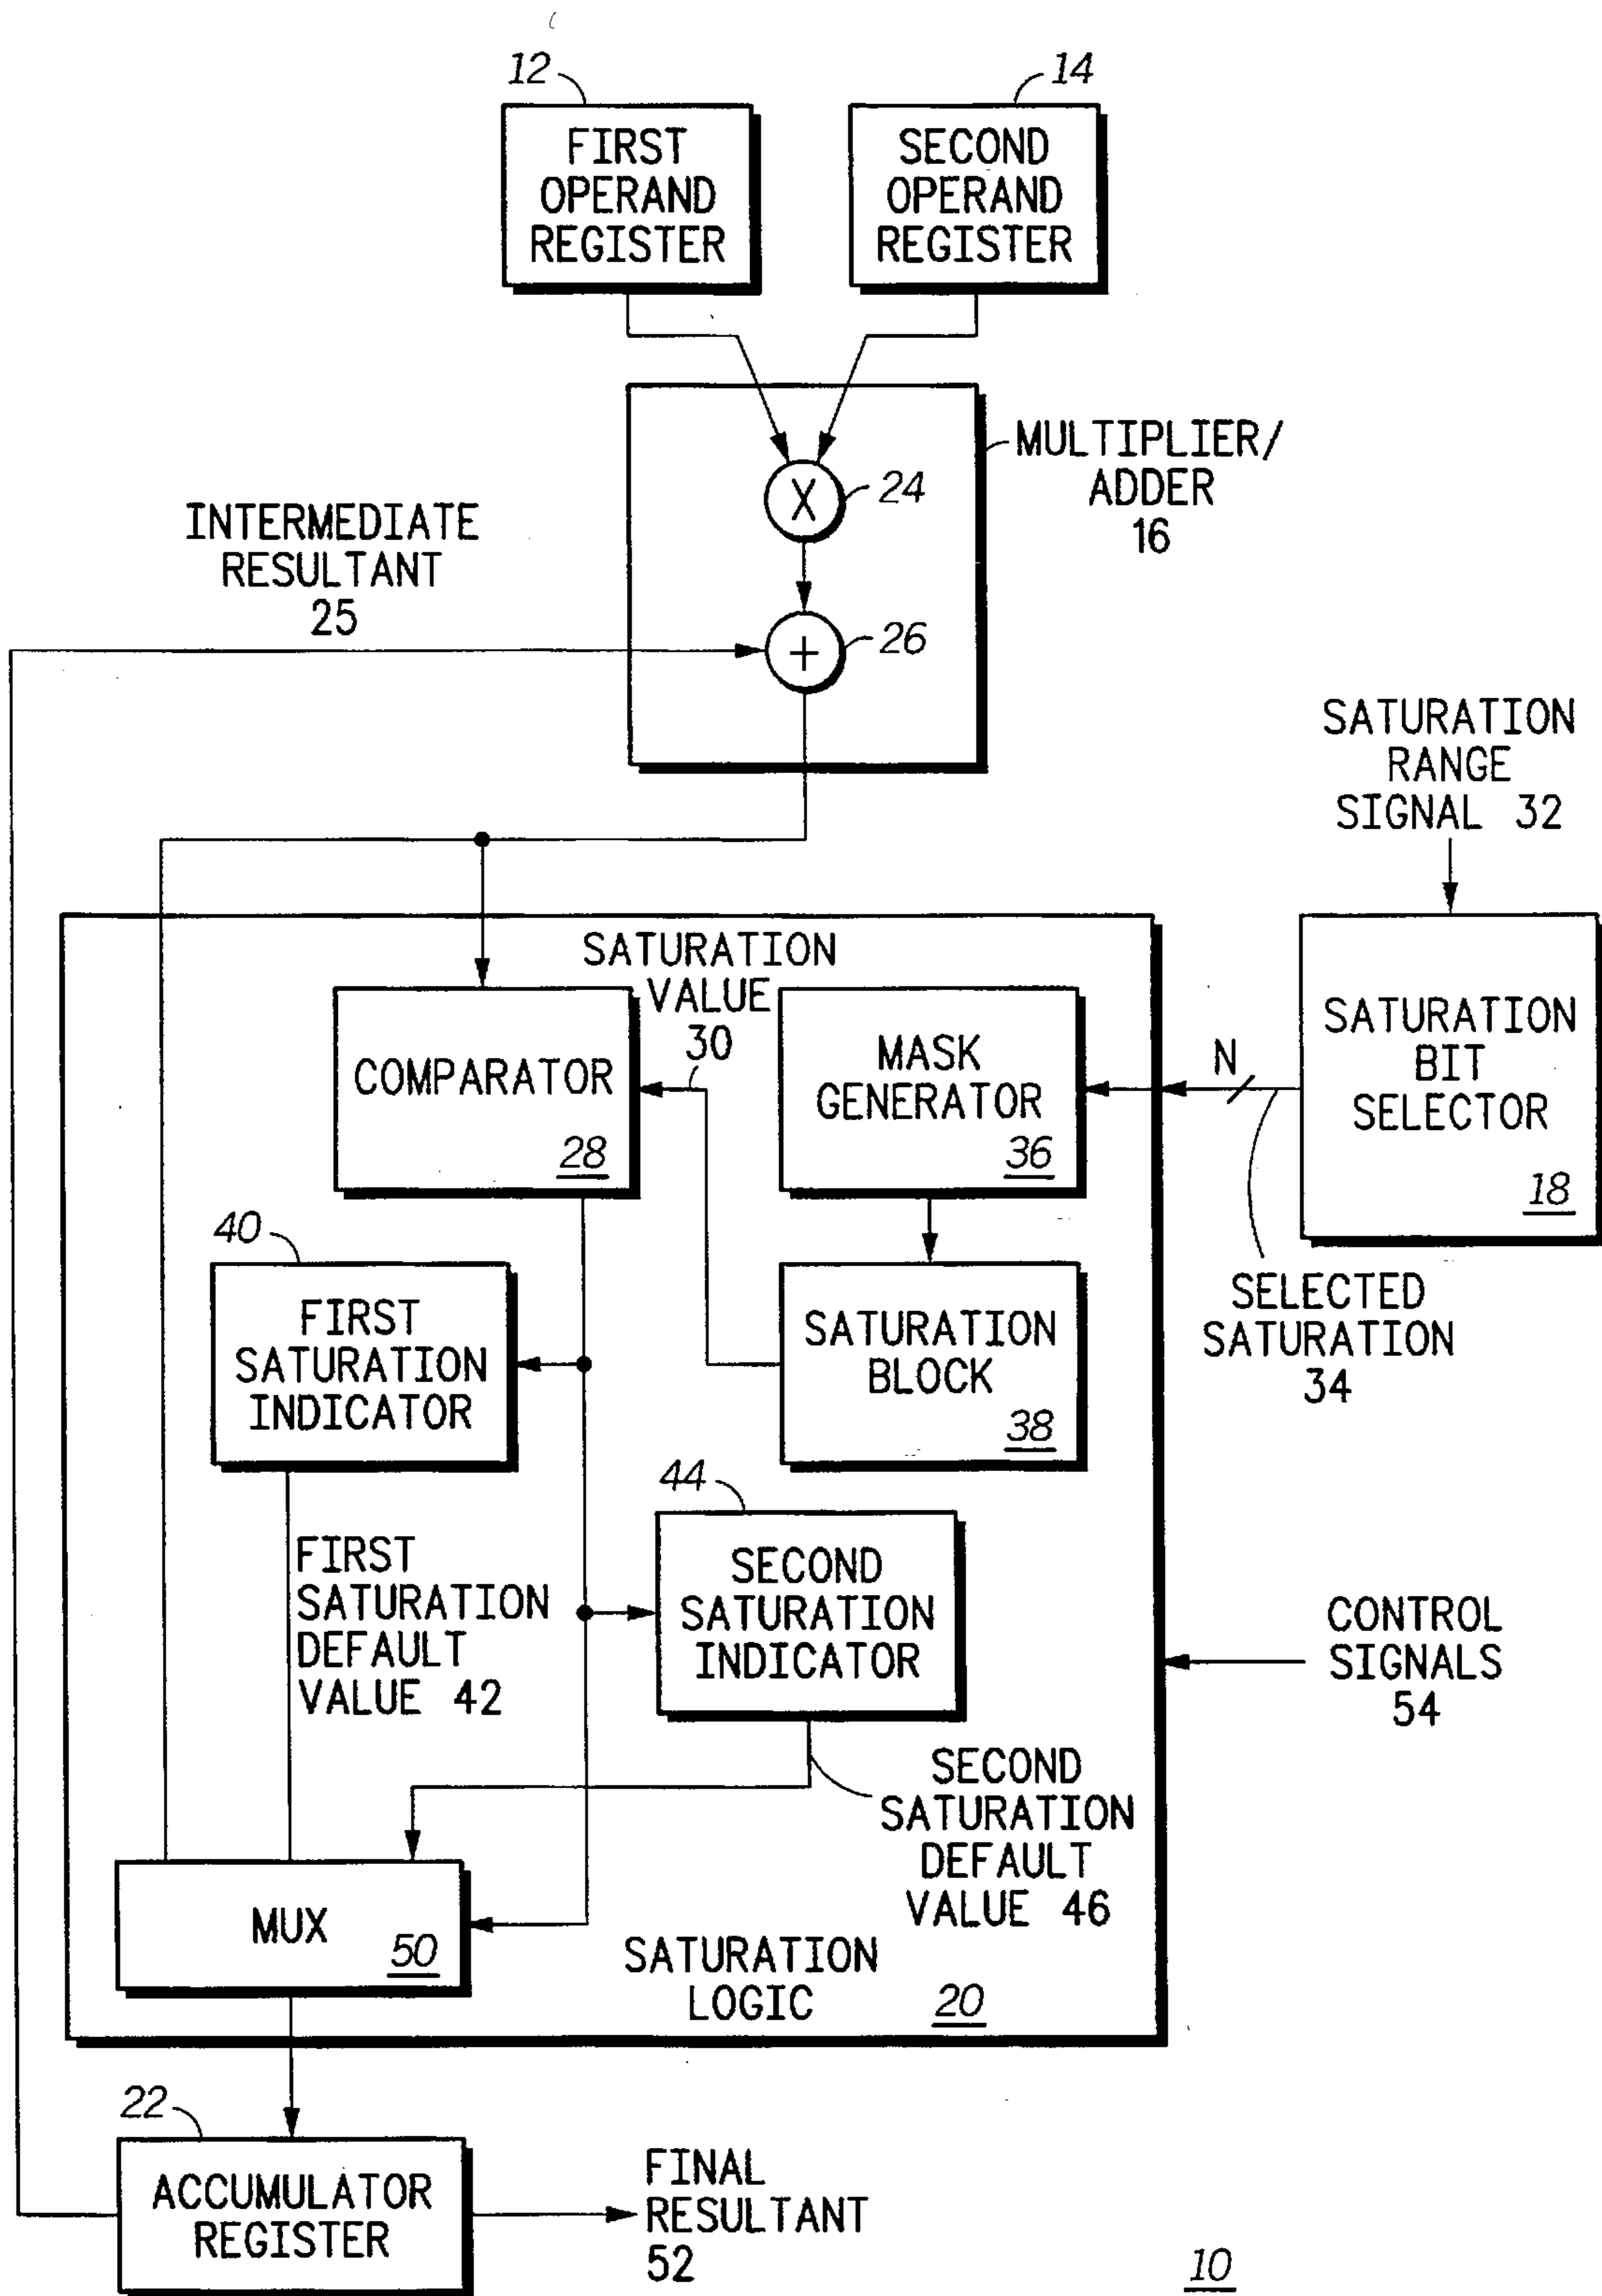 12
14
FIRST
OPERAND
REGISTER
SECOND
OPERAND
REGISTER
MULTIPLIER/
ADDER
16
X
24
INTERMEDIATE
RESULTANT
25
+
26
SATURATION
RANGE
SIGNAL 32
SATURATION
VALUE
30
COMPARATOR
28
MASK
GENERATOR
36
N
SATURATION
BIT
SELECTOR
18
40
FIRST
SATURATION
INDICATOR
SATURATION
BLOCK
38
SELECTED
SATURATION
34
44
FIRST
SATURATION
DEFAULT
VALUE 42
SECOND
SATURATION
INDICATOR
CONTROL
SIGNALS
54
SECOND
SATURATION
DEFAULT
VALUE 46
MUX
50
SATURATION
LOGIC
20
22
ACCUMULATOR
REGISTER
FINAL
RESULTANT
52
10